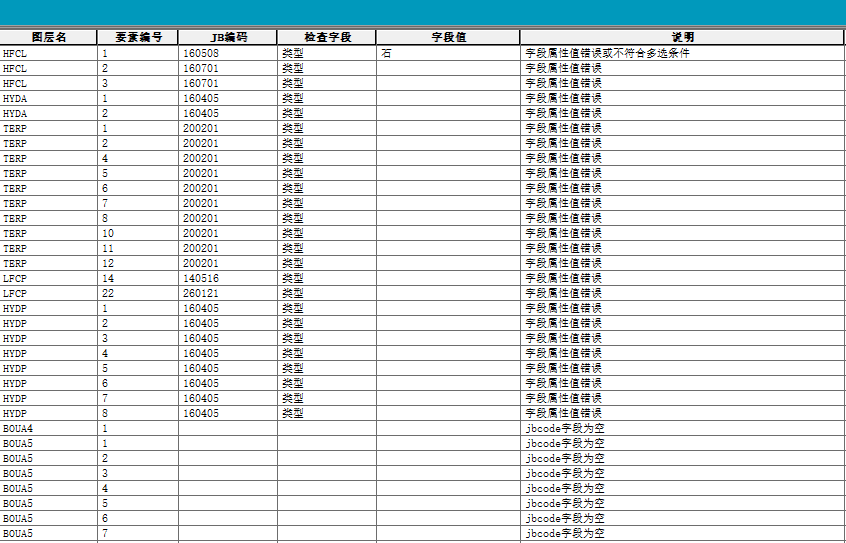 图层名 要素编号 JB编码 检查字段 字段值 说明
HFCL 1 160508 类型 石 字段属性值错误或不符合多选条件
HFCL 2 160701 类型 字段属性值错误
HFCL 3 160701 类型 字段属性值错误
HYDA 1 160405 类型 字段属性值错误
HYDA 2 160405 类型 字段属性值错误
TERP 1 200201 类型 字段属性值错误
TERP 2 200201 类型 字段属性值错误
TERP 4 200201 类型 字段属性值错误
TERP 5 200201 类型 字段属性值错误
TERP 6 200201 类型 字段属性值错误
TERP 7 200201 类型 字段属性值错误
TERP 8 200201 类型 字段属性值错误
TERP 10 200201 类型 字段属性值错误
TERP 11 200201 类型 字段属性值错误
TERP 12 200201 类型 字段属性值错误
LFCP 14 140516 类型 字段属性值错误
LFCP 22 260121 类型 字段属性值错误
HYDP 1 160405 类型 字段属性值错误
HYDP 2 160405 类型 字段属性值错误
HYDP 3 160405 类型 字段属性值错误
HYDP 4 160405 类型 字段属性值错误
HYDP 5 160405 类型 字段属性值错误
HYDP 6 160405 类型 字段属性值错误
HYDP 7 160405 类型 字段属性值错误
HYDP 8 160405 类型 字段属性值错误
BOUA4 1 jbcode字段为空
BOUA5 1 jbcode字段为空
BOUA5 2 jbcode字段为空
BOUA5 3 jbcode字段为空
BOUA5 4 jbcode字段为空
BOUA5 5 jbcode字段为空
BOUA5 6 jbcode字段为空
BOUA5 7 jbcode字段为空